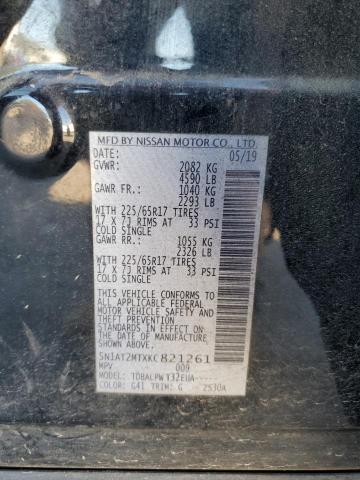 MFD BY NISSAN MOTOR CO., LTD.
DATE: 05/19
GVWR: 2082 KG
4590 LB
GAWR FR.: 1040 KG
2293 LB
WITH 225/65R17 TIRES
17 X 7J RIMS AT 33 PSI
COLD SINGLE
GAWR RR.: 1055 KG
2326 LB
WITH 225/65R17 TIRES
17 X 7J RIMS AT 33 PSI
COLD SINGLE
THIS VEHICLE CONFORMS TO
ALL APPLICABLE FEDERAL
MOTOR VEHICLE SAFETY AND
THEFT PREVENTION
STANDARDS IN EFFECT ON THE
DATE OF MANUFACTURE
SHOWN ABOVE.
5N1AT2MTXKC821261
MPV 009
MODEL:
COLOR: G41 TRIM: G